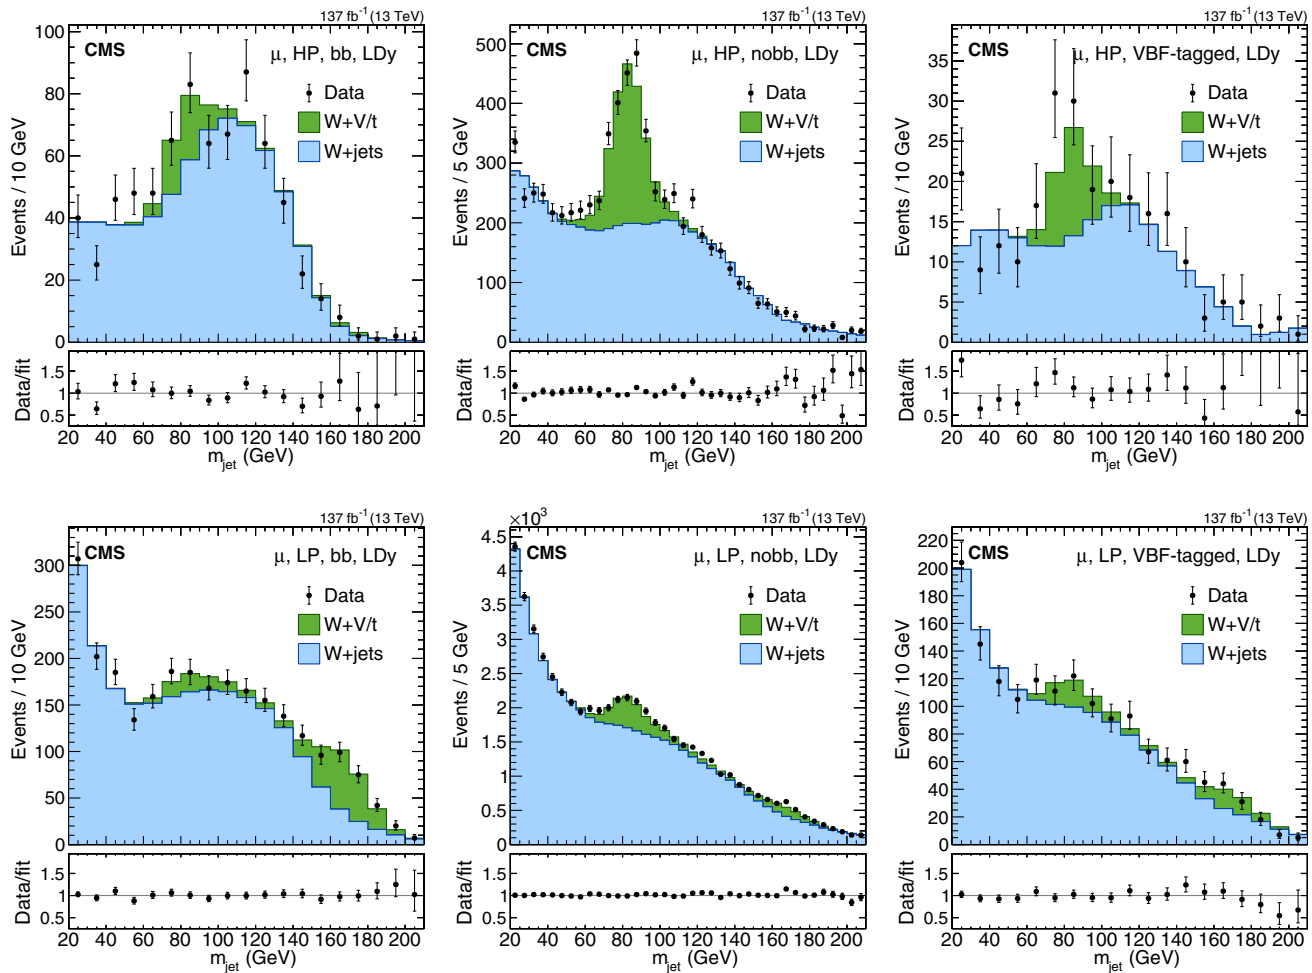 137 fb⁻¹ (13 TeV)
CMS
μ, HP, bb, LDy
Data
W+V/t
W+jets
Events / 10 GeV
100
80
60
40
20
0
Data/fit
1.5
1
0.5
20 40 60 80 100 120 140 160 180 200
m_jet (GeV)
137 fb⁻¹ (13 TeV)
CMS
μ, HP, nobb, LDy
Data
W+V/t
W+jets
Events / 5 GeV
500
400
300
200
100
0
Data/fit
1.5
1
0.5
20 40 60 80 100 120 140 160 180 200
m_jet (GeV)
137 fb⁻¹ (13 TeV)
CMS
μ, HP, VBF-tagged, LDy
Data
W+V/t
W+jets
Events / 10 GeV
35
30
25
20
15
10
5
0
Data/fit
1.5
1
0.5
20 40 60 80 100 120 140 160 180 200
m_jet (GeV)
137 fb⁻¹ (13 TeV)
CMS
μ, LP, bb, LDy
Data
W+V/t
W+jets
Events / 10 GeV
300
250
200
150
100
50
0
Data/fit
1.5
1
0.5
20 40 60 80 100 120 140 160 180 200
m_jet (GeV)
×10³
137 fb⁻¹ (13 TeV)
CMS
μ, LP, nobb, LDy
Data
W+V/t
W+jets
Events / 5 GeV
4.5
4
3.5
3
2.5
2
1.5
1
0.5
0
Data/fit
1.5
1
0.5
20 40 60 80 100 120 140 160 180 200
m_jet (GeV)
137 fb⁻¹ (13 TeV)
CMS
μ, LP, VBF-tagged, LDy
Data
W+V/t
W+jets
Events / 10 GeV
220
200
180
160
140
120
100
80
60
40
20
0
Data/fit
1.5
1
0.5
20 40 60 80 100 120 140 160 180 200
m_jet (GeV)